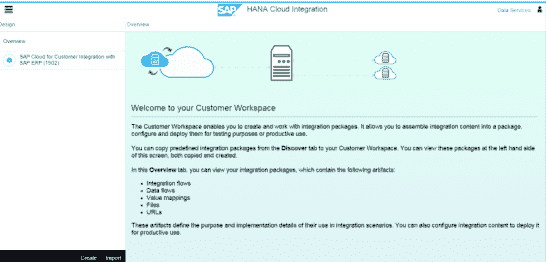 SAP HANA Cloud Integration
Data Services
Design
Overview
Overview
SAP Cloud for Customer Integration with
SAP ERP (1502)
Welcome to your Customer Workspace
The Customer Workspace enables you to create and work with integration packages. It allows you to assemble integration content into a package,
configure and deploy them for testing purposes or productive use.
You can copy predefined integration packages from the Discover tab to your Customer Workspace. You can view these packages at the left hand side
of this screen, both copied and created.
In this Overview tab, you can view your integration packages, which contain the following artifacts:
• Integration flows
• Data flows
• Value mappings
• Files
• URLs
These artifacts define the purpose and implementation details of their use in integration scenarios. You can also configure integration content to deploy it
for productive use.
Create Import